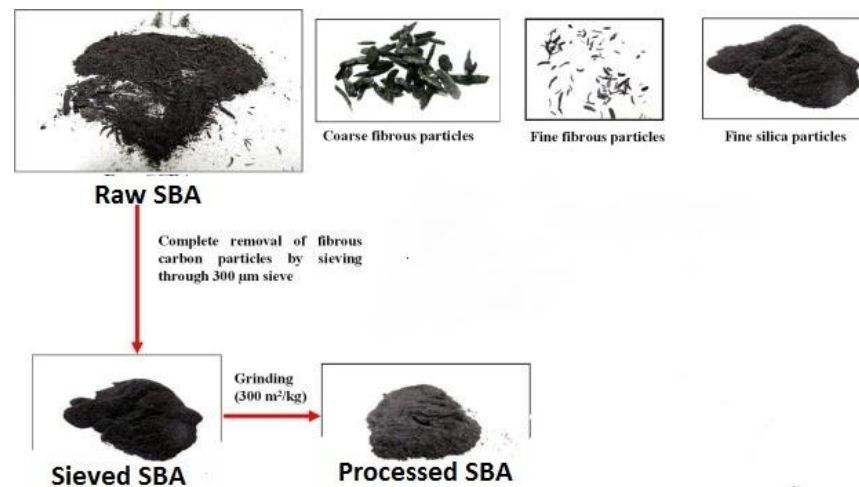 Coarse fibrous particles
Fine fibrous particles
Fine silica particles
Raw SBA
Complete removal of fibrous
carbon particles by sieving
through 300 µm sieve
Grinding
(300 m²/kg)
Sieved SBA
Processed SBA